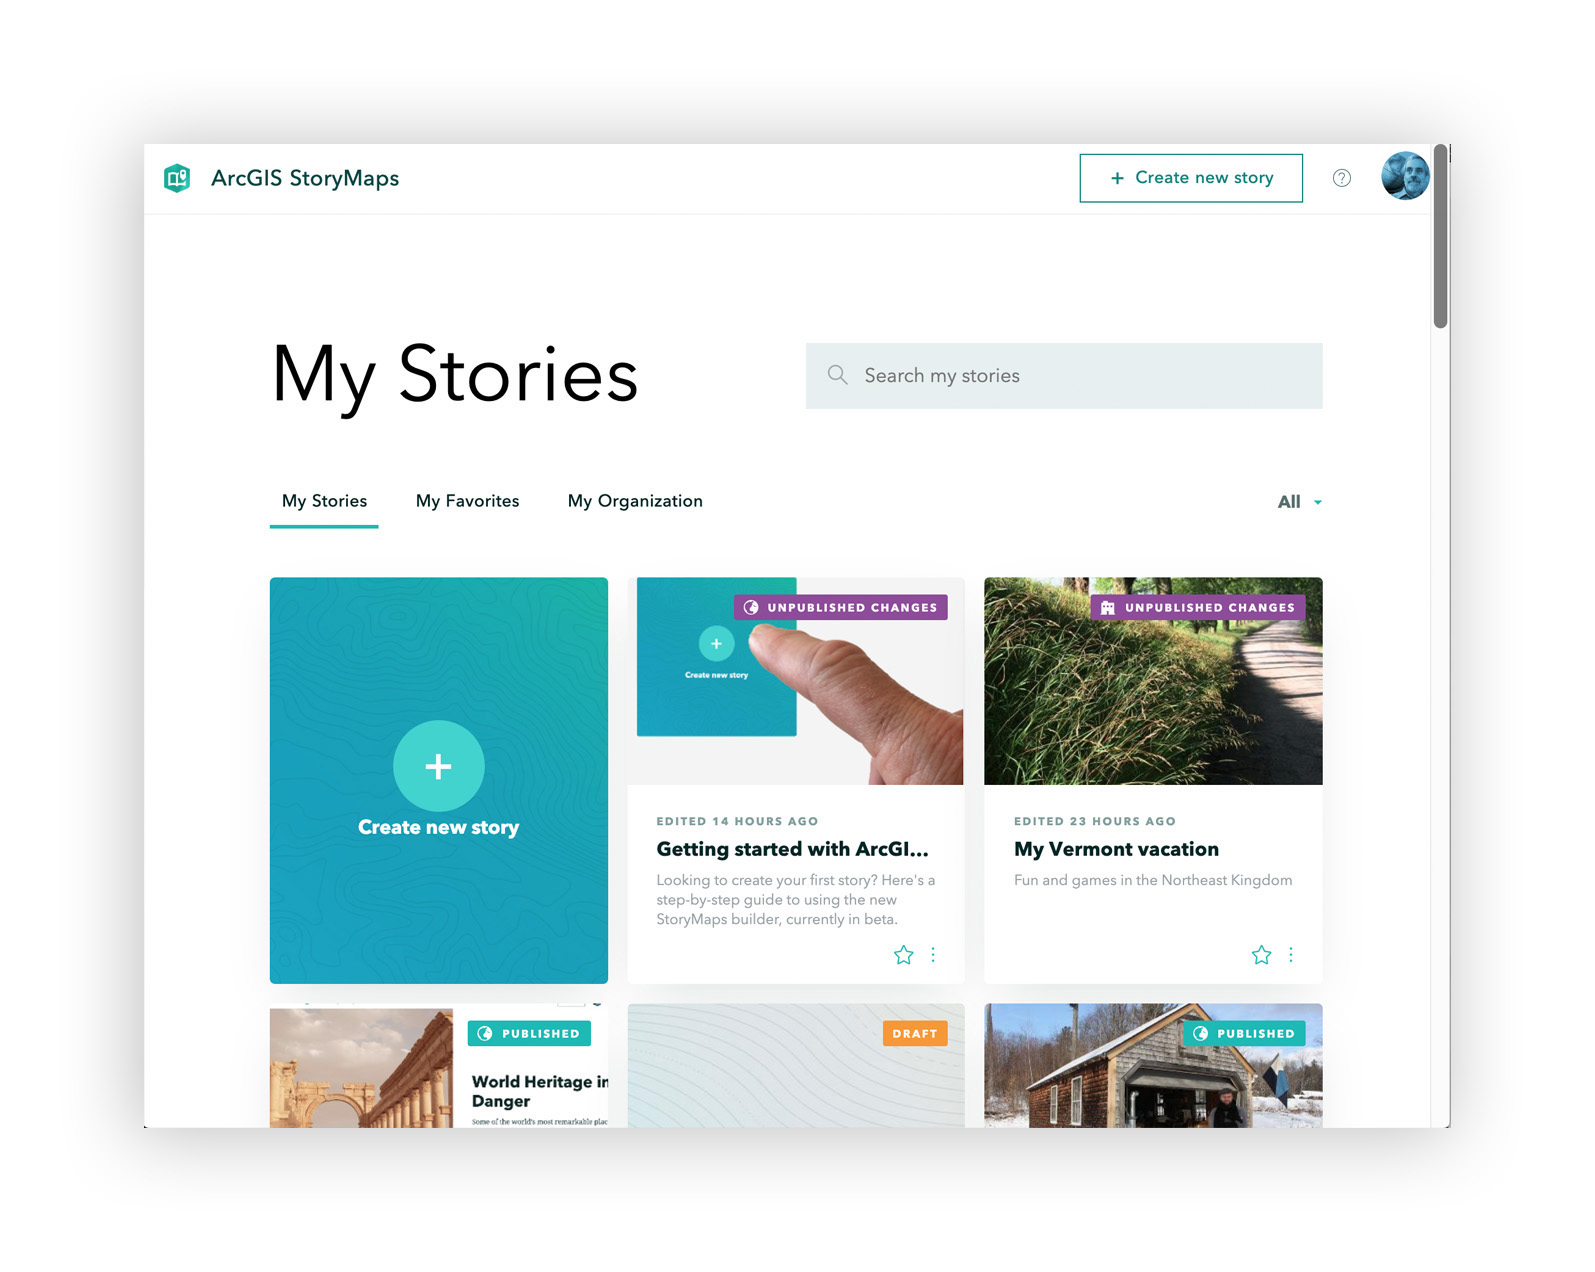 ArcGIS StoryMaps
+ Create new story
?
My Stories
Search my stories
My Stories
My Favorites
My Organization
All
+
Create new story
UNPUBLISHED CHANGES
+
Create new story
EDITED 14 HOURS AGO
Getting started with ArcGI...
Looking to create your first story? Here's a
step-by-step guide to using the new
StoryMaps builder, currently in beta.
UNPUBLISHED CHANGES
EDITED 23 HOURS AGO
My Vermont vacation
Fun and games in the Northeast Kingdom
PUBLISHED
World Heritage in
Danger
Some of the world's most remarkable plac
DRAFT
PUBLISHED